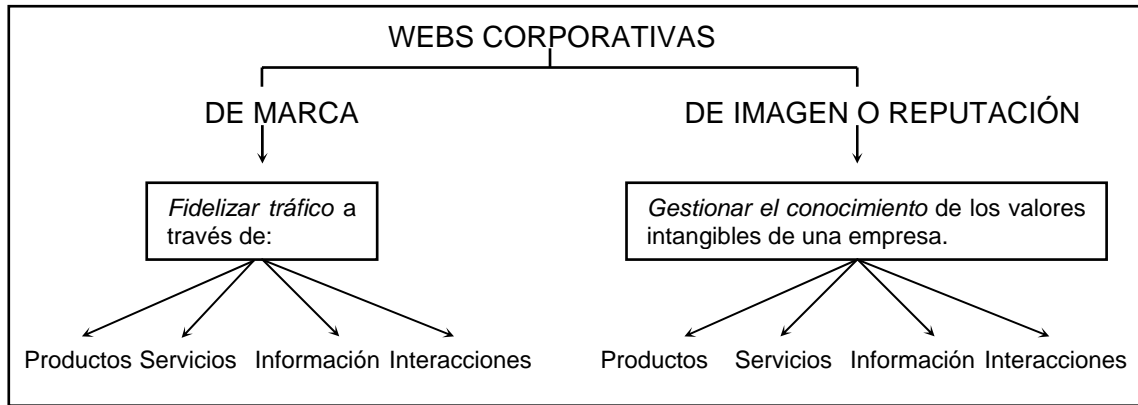 WEBS CORPORATIVAS
DE MARCA
DE IMAGEN O REPUTACIÓN
Fidelizar tráfico a
través de:
Gestionar el conocimiento de los valores
intangibles de una empresa.
Productos Servicios Información Interacciones
Productos Servicios Información Interacciones